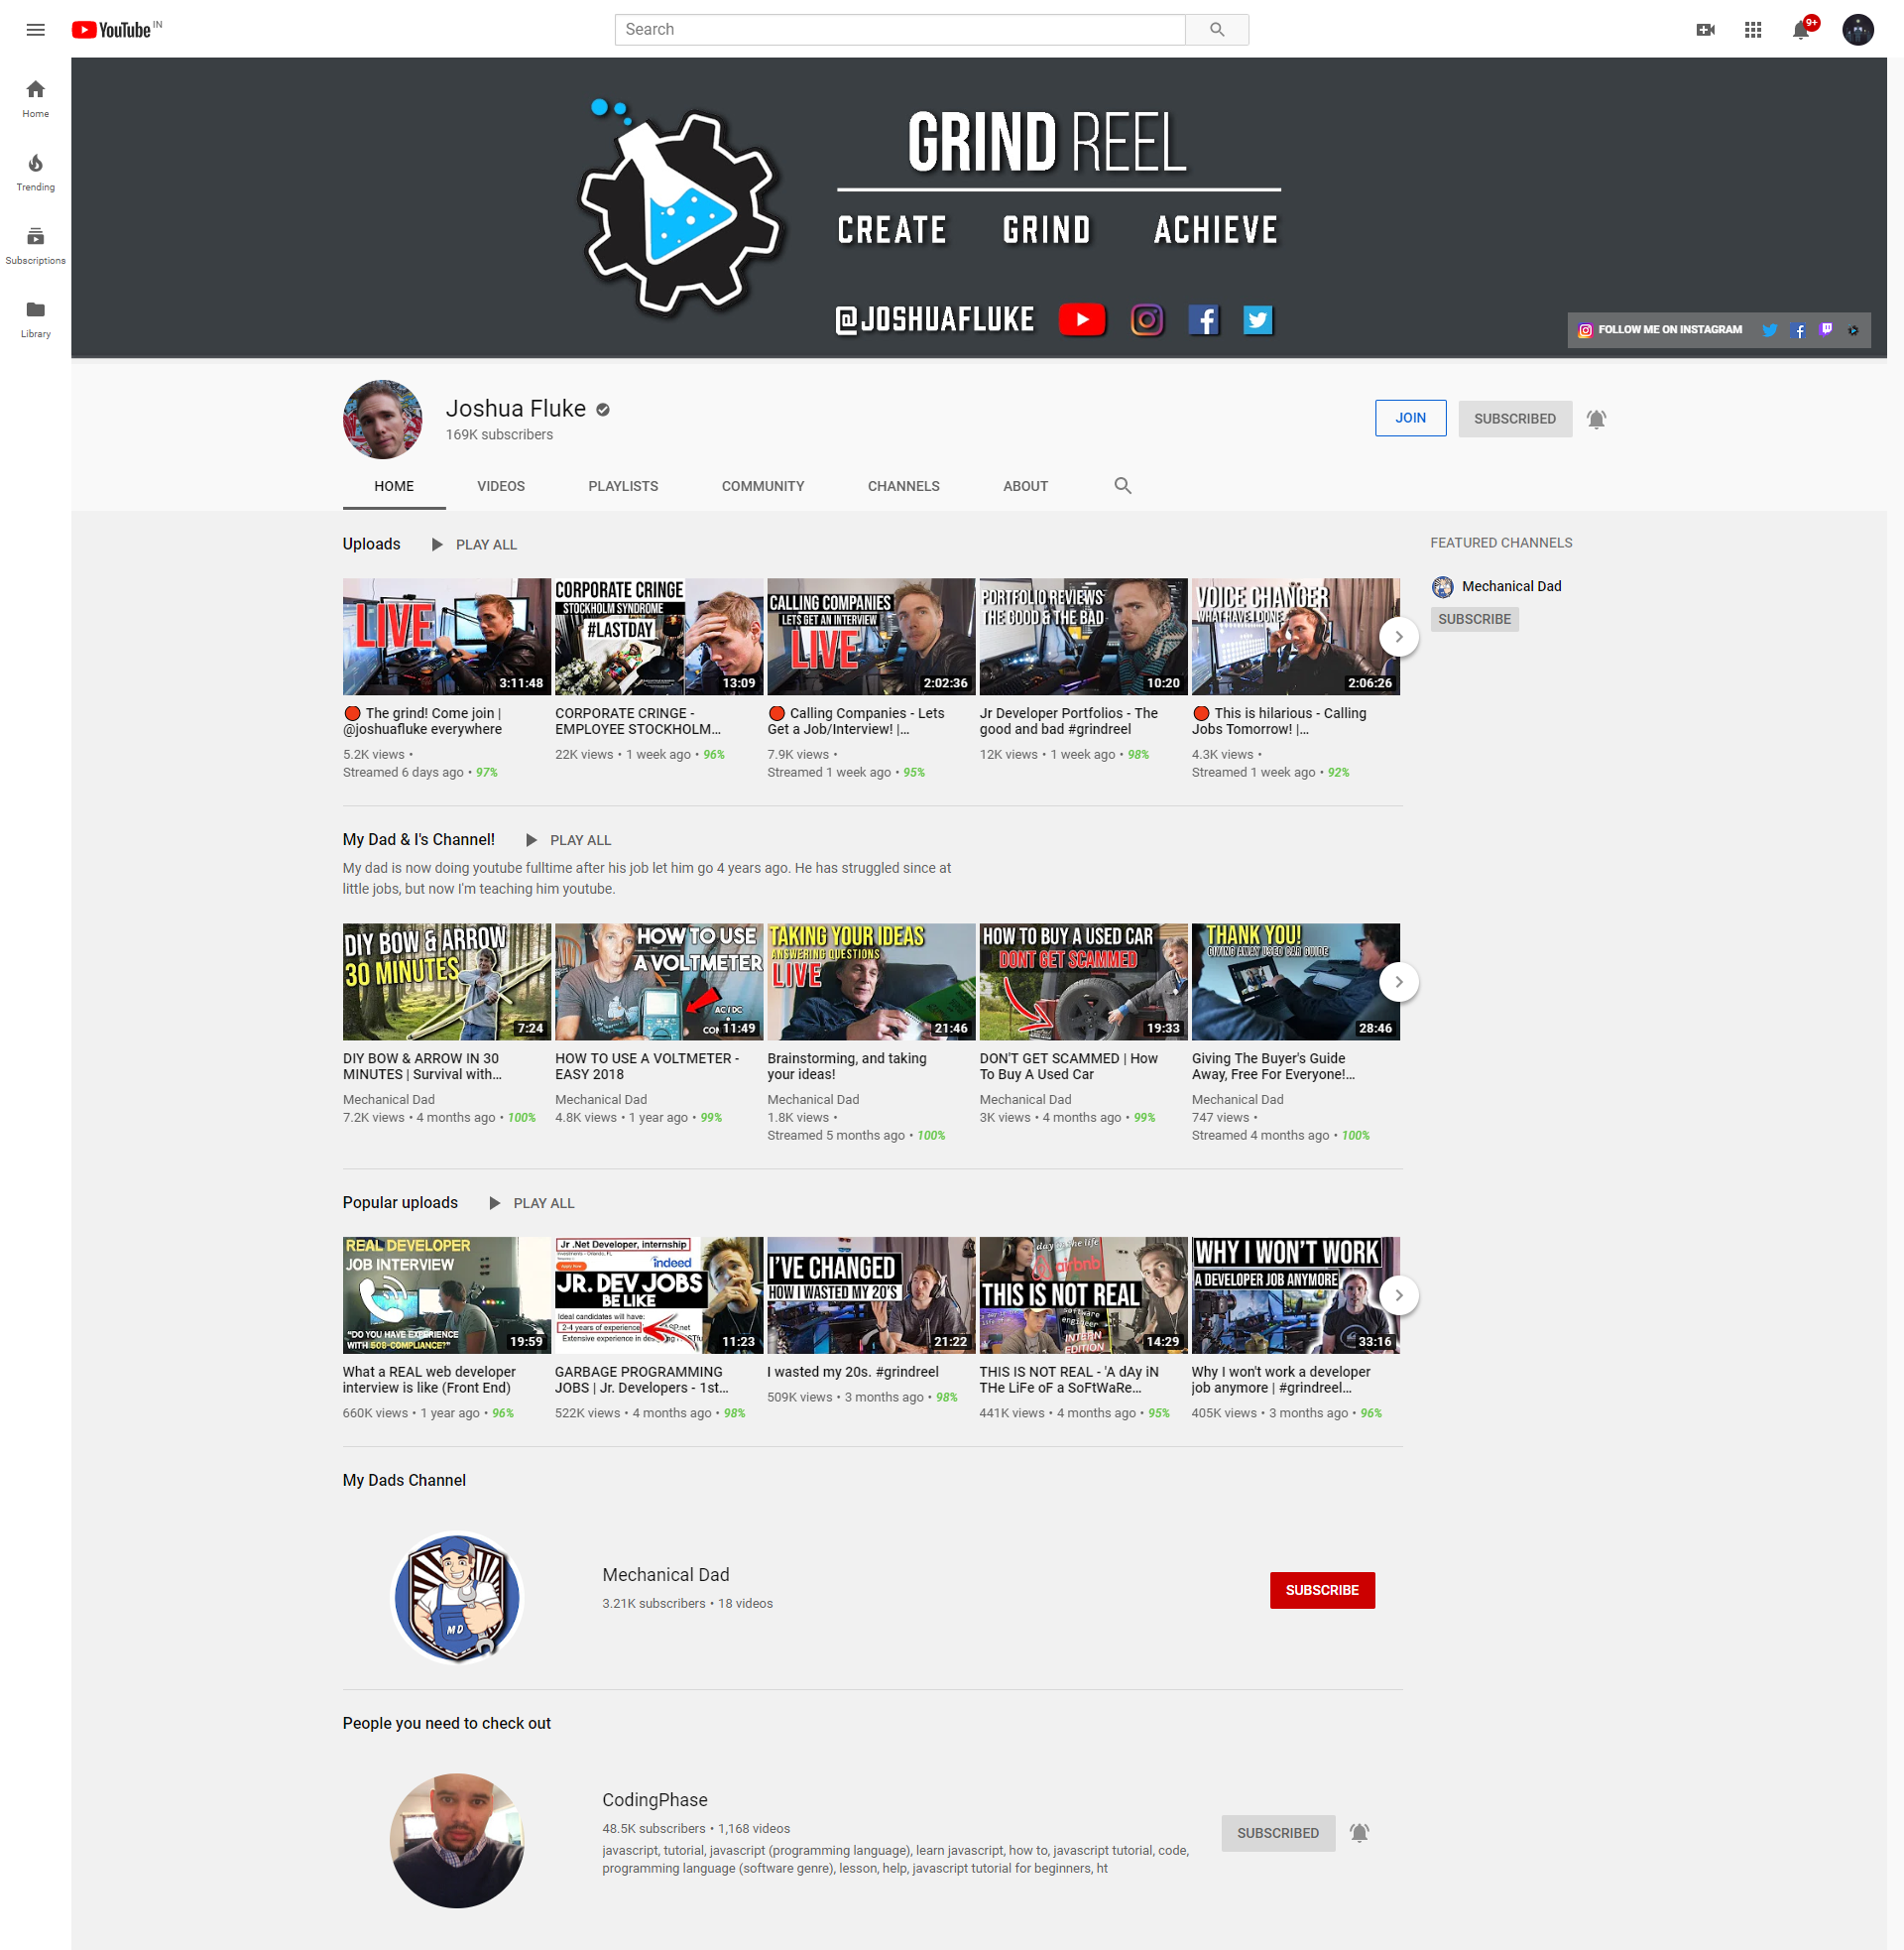 YouTube IN
Search
9+
Home
Trending
Subscriptions
Library
GRIND REEL
CREATE GRIND ACHIEVE
@JOSHUAFLUKE
FOLLOW ME ON INSTAGRAM
Joshua Fluke
169K subscribers
JOIN
SUBSCRIBED
HOME VIDEOS PLAYLISTS COMMUNITY CHANNELS ABOUT
Uploads PLAY ALL
FEATURED CHANNELS
Mechanical Dad
SUBSCRIBE
LIVE
3:11:48
The grind! Come join |
@joshuafluke everywhere
5.2K views •
Streamed 6 days ago • 97%
CORPORATE CRINGE
STOCKHOLM SYNDROME
#LASTDAY
13:09
CORPORATE CRINGE -
EMPLOYEE STOCKHOLM...
22K views • 1 week ago • 96%
CALLING COMPANIES
LETS GET AN INTERVIEW
LIVE
2:02:36
Calling Companies - Lets
Get a Job/Interview! |...
7.9K views •
Streamed 1 week ago • 95%
PORTFOLIO REVIEWS
THE GOOD & THE BAD
10:20
Jr Developer Portfolios - The
good and bad #grindreel
12K views • 1 week ago • 98%
VOICE CHANGER
WHAT HAVE I DONE
2:06:26
This is hilarious - Calling
Jobs Tomorrow! |...
4.3K views •
Streamed 1 week ago • 92%
My Dad & I's Channel! PLAY ALL
My dad is now doing youtube fulltime after his job let him go 4 years ago. He has struggled since at
little jobs, but now I'm teaching him youtube.
DIY BOW & ARROW
30 MINUTES
7:24
DIY BOW & ARROW IN 30
MINUTES | Survival with...
Mechanical Dad
7.2K views • 4 months ago • 100%
HOW TO USE
A VOLTMETER
AC/DC
11:49
HOW TO USE A VOLTMETER -
EASY 2018
Mechanical Dad
4.8K views • 1 year ago • 99%
TAKING YOUR IDEAS
ANSWERING QUESTIONS
LIVE
21:46
Brainstorming, and taking
your ideas!
Mechanical Dad
1.8K views •
Streamed 5 months ago • 100%
HOW TO BUY A USED CAR
DONT GET SCAMMED
19:33
DON'T GET SCAMMED | How
To Buy A Used Car
Mechanical Dad
3K views • 4 months ago • 99%
THANK YOU!
GIVING AWAY USED CAR GUIDE
28:46
Giving The Buyer's Guide
Away, Free For Everyone!...
Mechanical Dad
747 views •
Streamed 4 months ago • 100%
Popular uploads PLAY ALL
REAL DEVELOPER
JOB INTERVIEW
"DO YOU HAVE EXPERIENCE
WITH 508-COMPLIANCE?"
19:59
What a REAL web developer
interview is like (Front End)
660K views • 1 year ago • 96%
Jr .Net Developer, internship
indeed
JR. DEV JOBS
BE LIKE
Ideal candidates will have:
2-4 years of experience
Extensive experience in
11:23
GARBAGE PROGRAMMING
JOBS | Jr. Developers - 1st...
522K views • 4 months ago • 98%
I'VE CHANGED
HOW I WASTED MY 20'S
21:22
I wasted my 20s. #grindreel
509K views • 3 months ago • 98%
airbnb
THIS IS NOT REAL
software
engineer
INTERN
EDITION
14:29
THIS IS NOT REAL - 'A dAy iN
THe LiFe oF a SoFtWaRe...
441K views • 4 months ago • 95%
WHY I WON'T WORK
A DEVELOPER JOB ANYMORE
33:16
Why I won't work a developer
job anymore | #grindreel...
405K views • 3 months ago • 96%
My Dads Channel
MD
Mechanical Dad
3.21K subscribers • 18 videos
SUBSCRIBE
People you need to check out
CodingPhase
48.5K subscribers • 1,168 videos
javascript, tutorial, javascript (programming language), learn javascript, how to, javascript tutorial, code,
programming language (software genre), lesson, help, javascript tutorial for beginners, ht
SUBSCRIBED